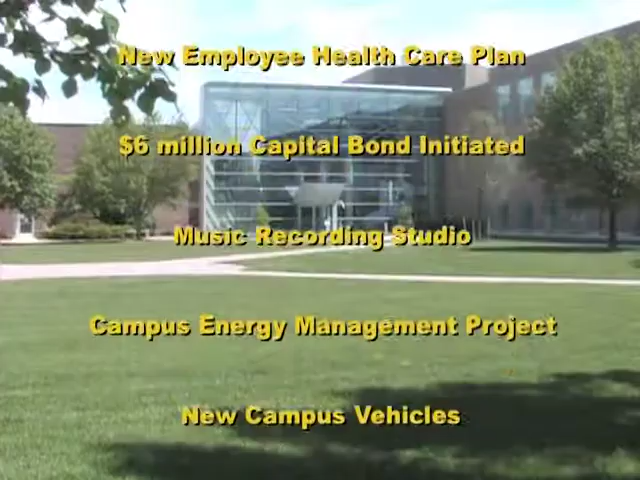 New Employee Health Care Plan
$6 million Capital Bond Initiated
Music Recording Studio
Campus Energy Management Project
New Campus Vehicles